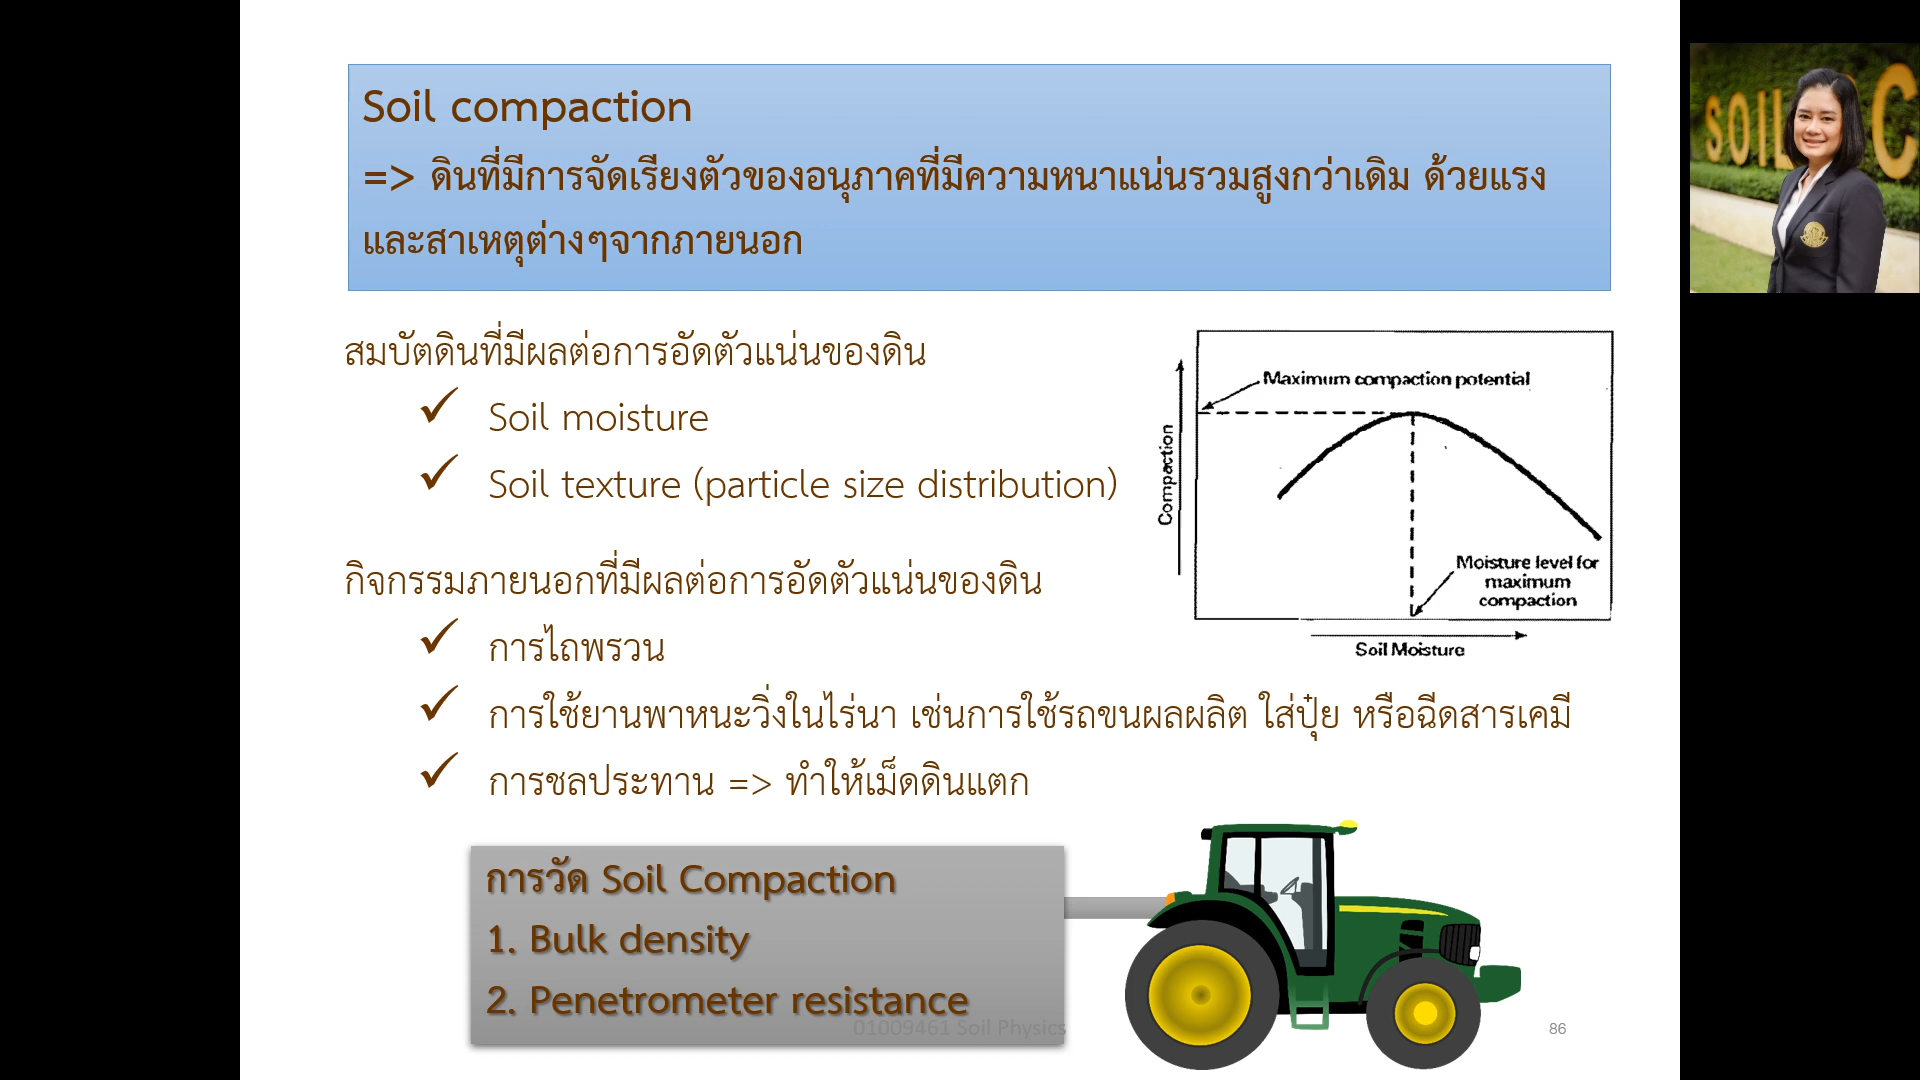 Soil compaction
=> ดินที่มีการจัดเรียงตัวของอนุภาคที่มีความหนาแน่นรวมสูงกว่าเดิม ด้วยแรง
และสาเหตุต่างๆจากภายนอก
สมบัตดินที่มีผลต่อการอัดตัวแน่นของดิน
✓ Soil moisture
✓ Soil texture (particle size distribution)
Maximum compaction potential
Compaction
Moisture level for
maximum
compaction
Soil Moisture
กิจกรรมภายนอกที่มีผลต่อการอัดตัวแน่นของดิน
✓ การไถพรวน
✓ การใช้ยานพาหนะวิ่งในไร่นา เช่นการใช้รถขนผลผลิต ใส่ปุ๋ย หรือฉีดสารเคมี
✓ การชลประทาน => ทำให้เม็ดดินแตก
การวัด Soil Compaction
1. Bulk density
2. Penetrometer resistance
01009461 Soil Physics
86
SOIL
C